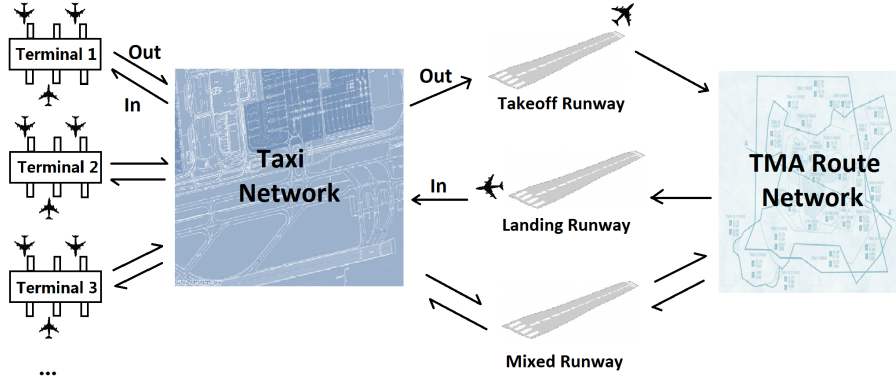 Terminal 1
Out
In
Terminal 2
Terminal 3
...
Taxi
Network
Out
Takeoff Runway
In
Landing Runway
Mixed Runway
TMA Route
Network